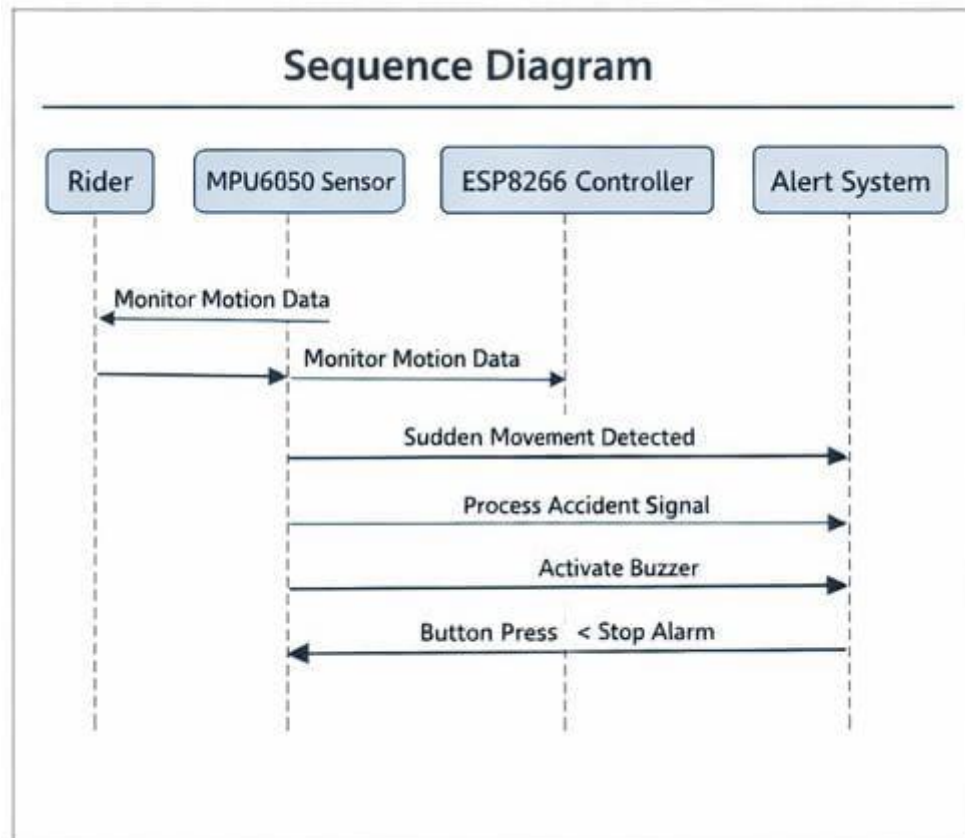 Sequence Diagram
Rider
MPU6050 Sensor
ESP8266 Controller
Alert System
Monitor Motion Data
Monitor Motion Data
Sudden Movement Detected
Process Accident Signal
Activate Buzzer
Button Press < Stop Alarm